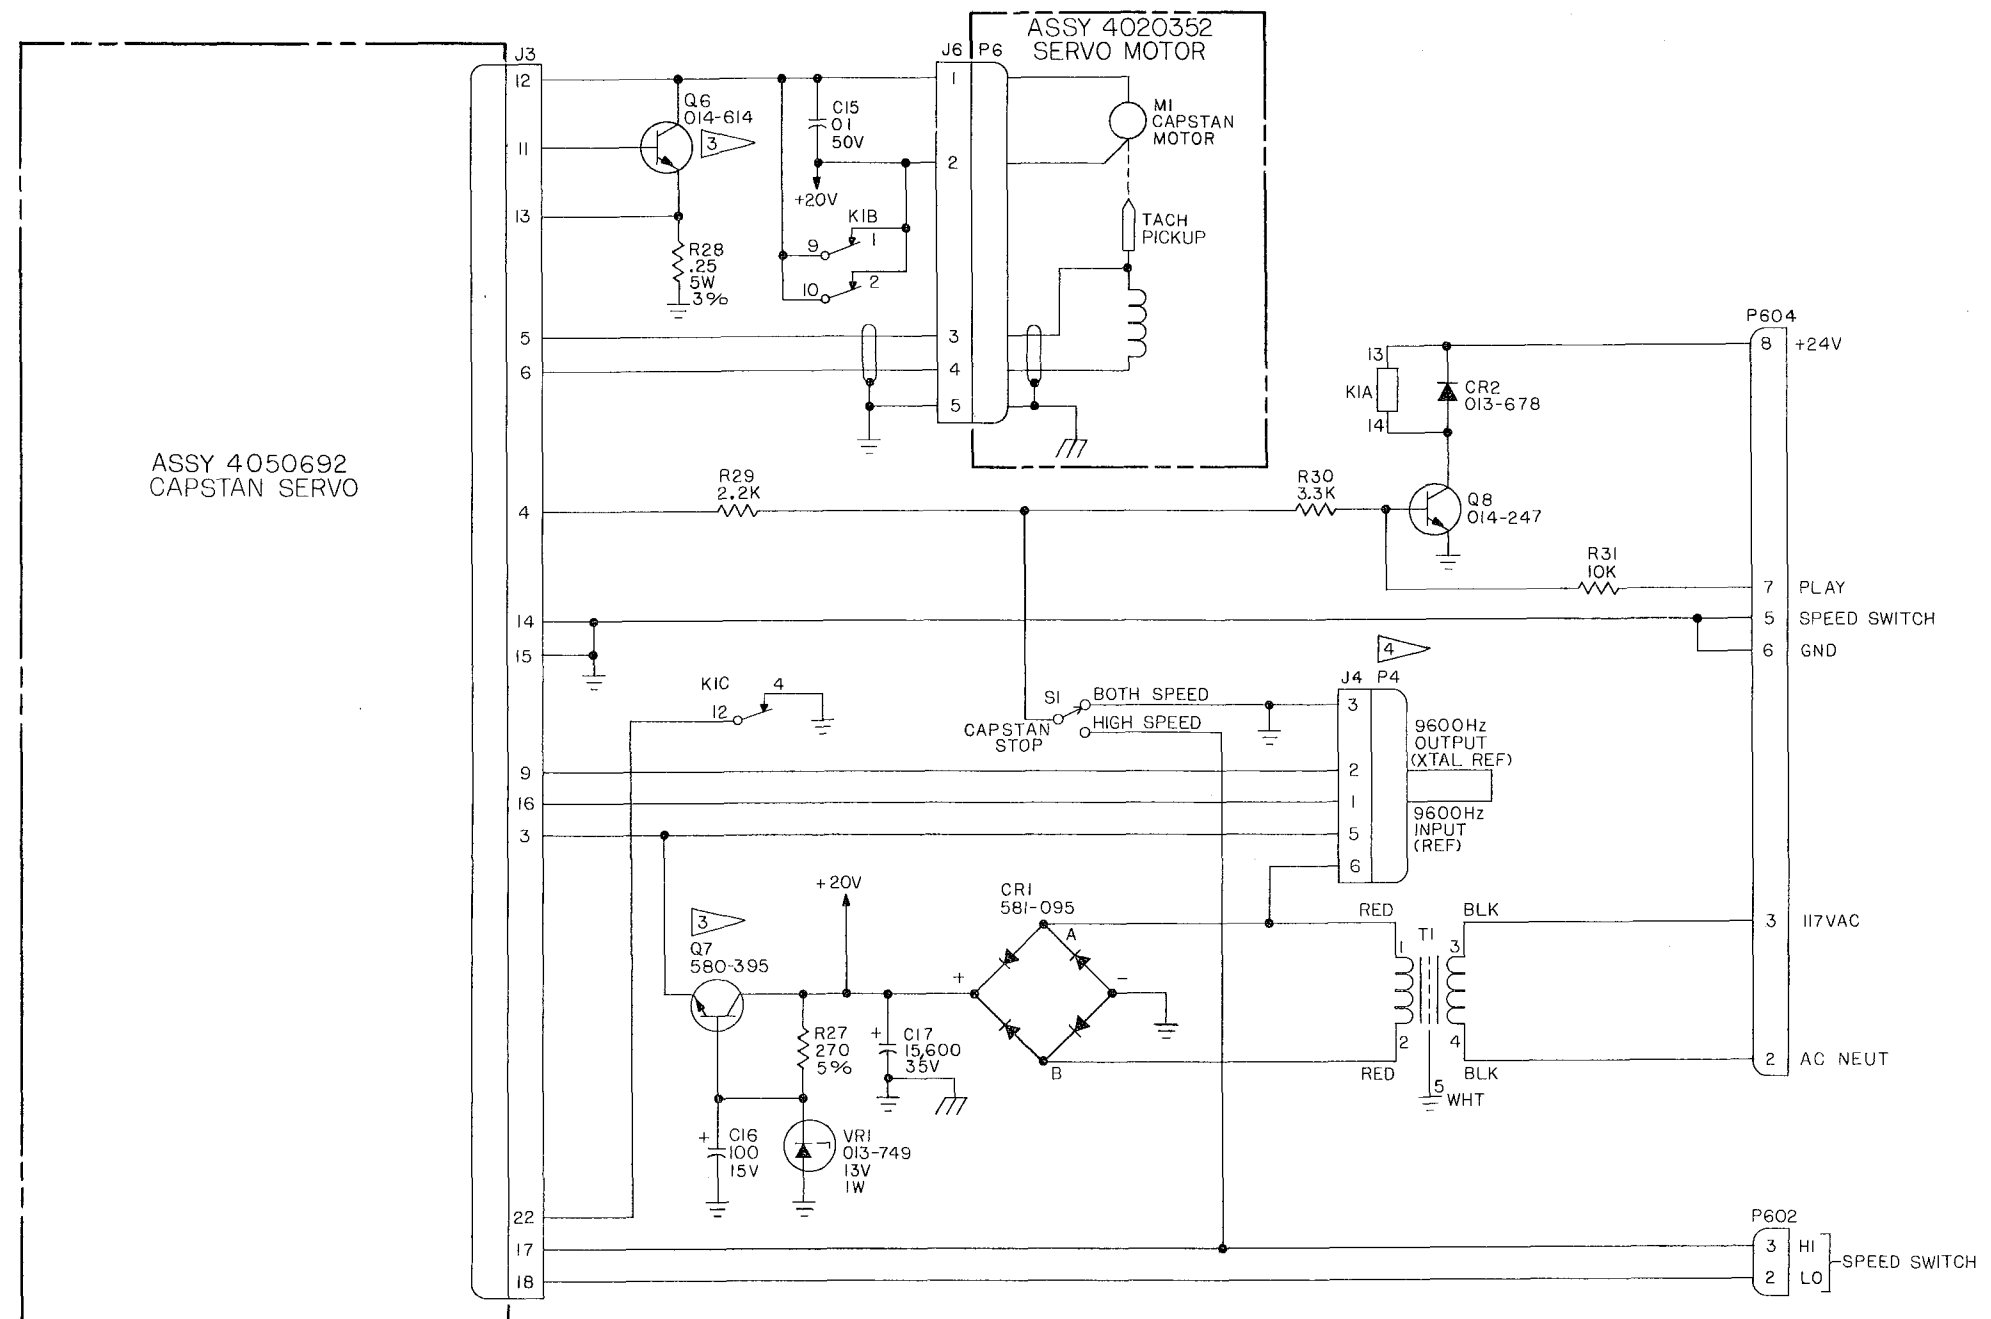 ASSY 4020352
SERVO MOTOR
J3
J6 P6
12
1
Q6
014-614
3
C15
01
50V
M1
CAPSTAN
MOTOR
11
2
+20V
13
K1B
9 1
10 2
TACH
PICKUP
R28
.25
5W
3%
5
3
6
4
5
P604
8 +24V
13
K1A
14
CR2
013-678
ASSY 4050692
CAPSTAN SERVO
4
R29
2.2K
R30
3.3K
Q8
014-247
R31
10K
7 PLAY
14
5 SPEED SWITCH
15
6 GND
4
K1C 4
12
S1 BOTH SPEED
CAPSTAN HIGH SPEED
STOP
J4 P4
3
9600Hz
OUTPUT
(XTAL REF)
9
2
16
1
9600Hz
INPUT
(REF)
3
5
6
+20V
CR1
581-095
RED BLK
3 117VAC
3
Q7
580-395
A
+ -
B
1 T1 3
2 4
R27
270
5%
+ C17
15,600
35V
RED BLK
2 AC NEUT
5
WHT
+ C16
100
15V
VR1
013-749
13V
1W
22
P602
17
3 HI
SPEED SWITCH
18
2 LO